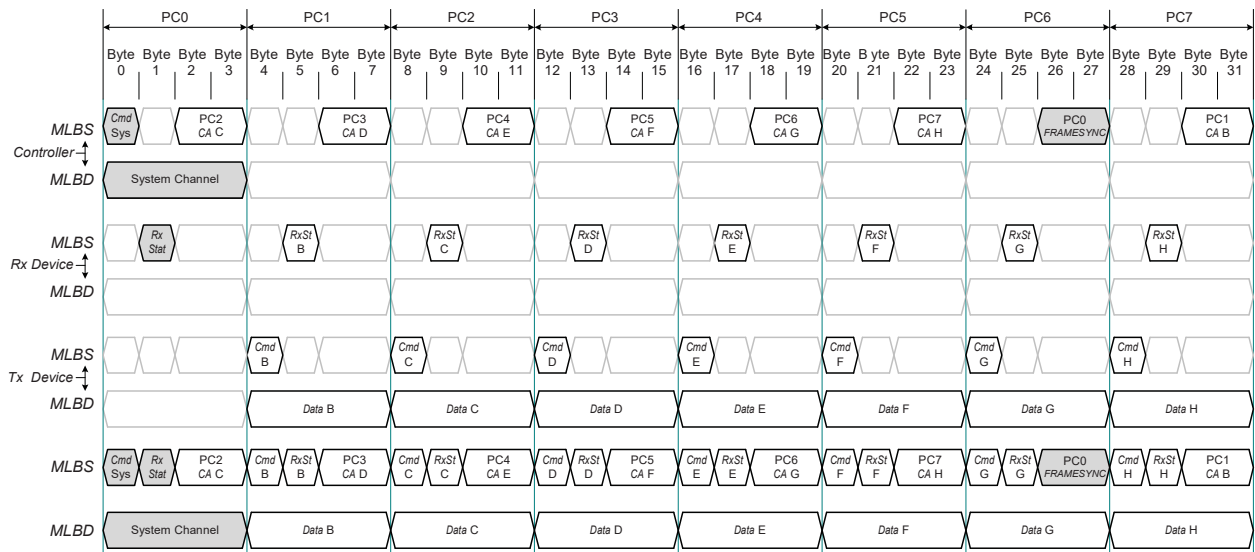 PC0 PC1 PC2 PC3 PC4 PC5 PC6 PC7
Byte Byte Byte Byte Byte Byte Byte Byte Byte Byte Byte Byte Byte Byte Byte Byte Byte Byte Byte Byte Byte Byte Byte Byte Byte Byte Byte Byte Byte Byte Byte Byte
0 1 2 3 4 5 6 7 8 9 10 11 12 13 14 15 16 17 18 19 20 21 22 23 24 25 26 27 28 29 30 31
Cmd PC2 PC3 PC4 PC5 PC6 PC7 PC0 PC1
MLBS Sys CA C CA D CA E CA F CA G CA H FRAMESYNC CA B
Controller
MLBD System Channel
Rx RxSt RxSt RxSt RxSt RxSt RxSt RxSt
MLBS Stat B C D E F G H
Rx Device
MLBD
Cmd Cmd Cmd Cmd Cmd Cmd Cmd
MLBS B C D E F G H
Tx Device
MLBD Data B Data C Data D Data E Data F Data G Data H
Cmd Rx PC2 Cmd RxSt PC3 Cmd RxSt PC4 Cmd RxSt PC5 Cmd RxSt PC6 Cmd RxSt PC7 Cmd RxSt PC0 Cmd RxSt PC1
MLBS Sys Stat CA C B B CA D C C CA E D D CA F E E CA G F F CA H G G FRAMESYNC H H CA B
MLBD System Channel Data B Data C Data D Data E Data F Data G Data H